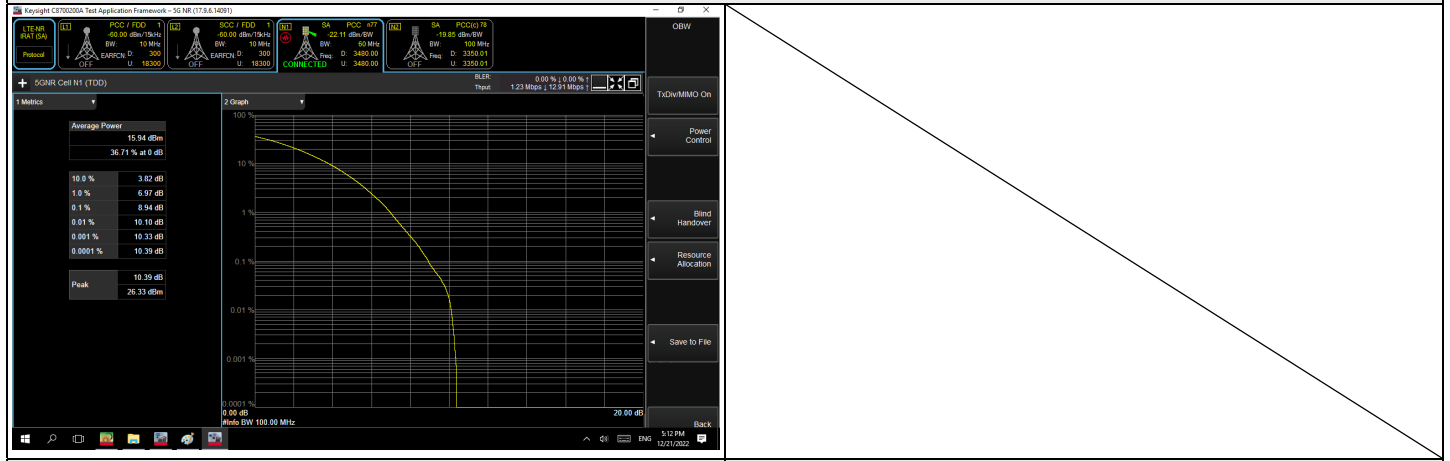 Keysight C8700200A Test Application Framework – 5G NR (17.9.6.14091)
LTE-NR
IRAT (SA)
Protocol
L1 PCC / FDD 1
-60.00 dBm/15kHz
BW: 10 MHz
EARFCN: D: 300
OFF U: 18300
L2 SCC / FDD 1
-60.00 dBm/15kHz
BW: 10 MHz
EARFCN: D: 300
OFF U: 18300
N1 SA PCC n77
-22.11 dBm/BW
BW: 60 MHz
Freq: D: 3480.00
CONNECTED U: 3480.00
N2 SA PCC(c) 78
-19.85 dBm/BW
BW: 100 MHz
Freq: D: 3350.01
OFF U: 3350.01
5GNR Cell N1 (TDD)
BLER: 0.00 % ↓ 0.00 % ↑
Thput: 1.23 Mbps ↓ 12.91 Mbps ↑
1 Metrics
Average Power
15.94 dBm
36.71 % at 0 dB
10.0 % 3.82 dB
1.0 % 6.97 dB
0.1 % 8.94 dB
0.01 % 10.10 dB
0.001 % 10.33 dB
0.0001 % 10.39 dB
Peak 10.39 dB
26.33 dBm
2 Graph
100 %
10 %
1 %
0.1 %
0.01 %
0.001 %
0.0001 %
0.00 dB 20.00 dB
#Info BW 100.00 MHz
OBW
TxDiv/MIMO On
Power
Control
Blind
Handover
Resource
Allocation
Save to File
Back
ENG
5:12 PM
12/21/2022